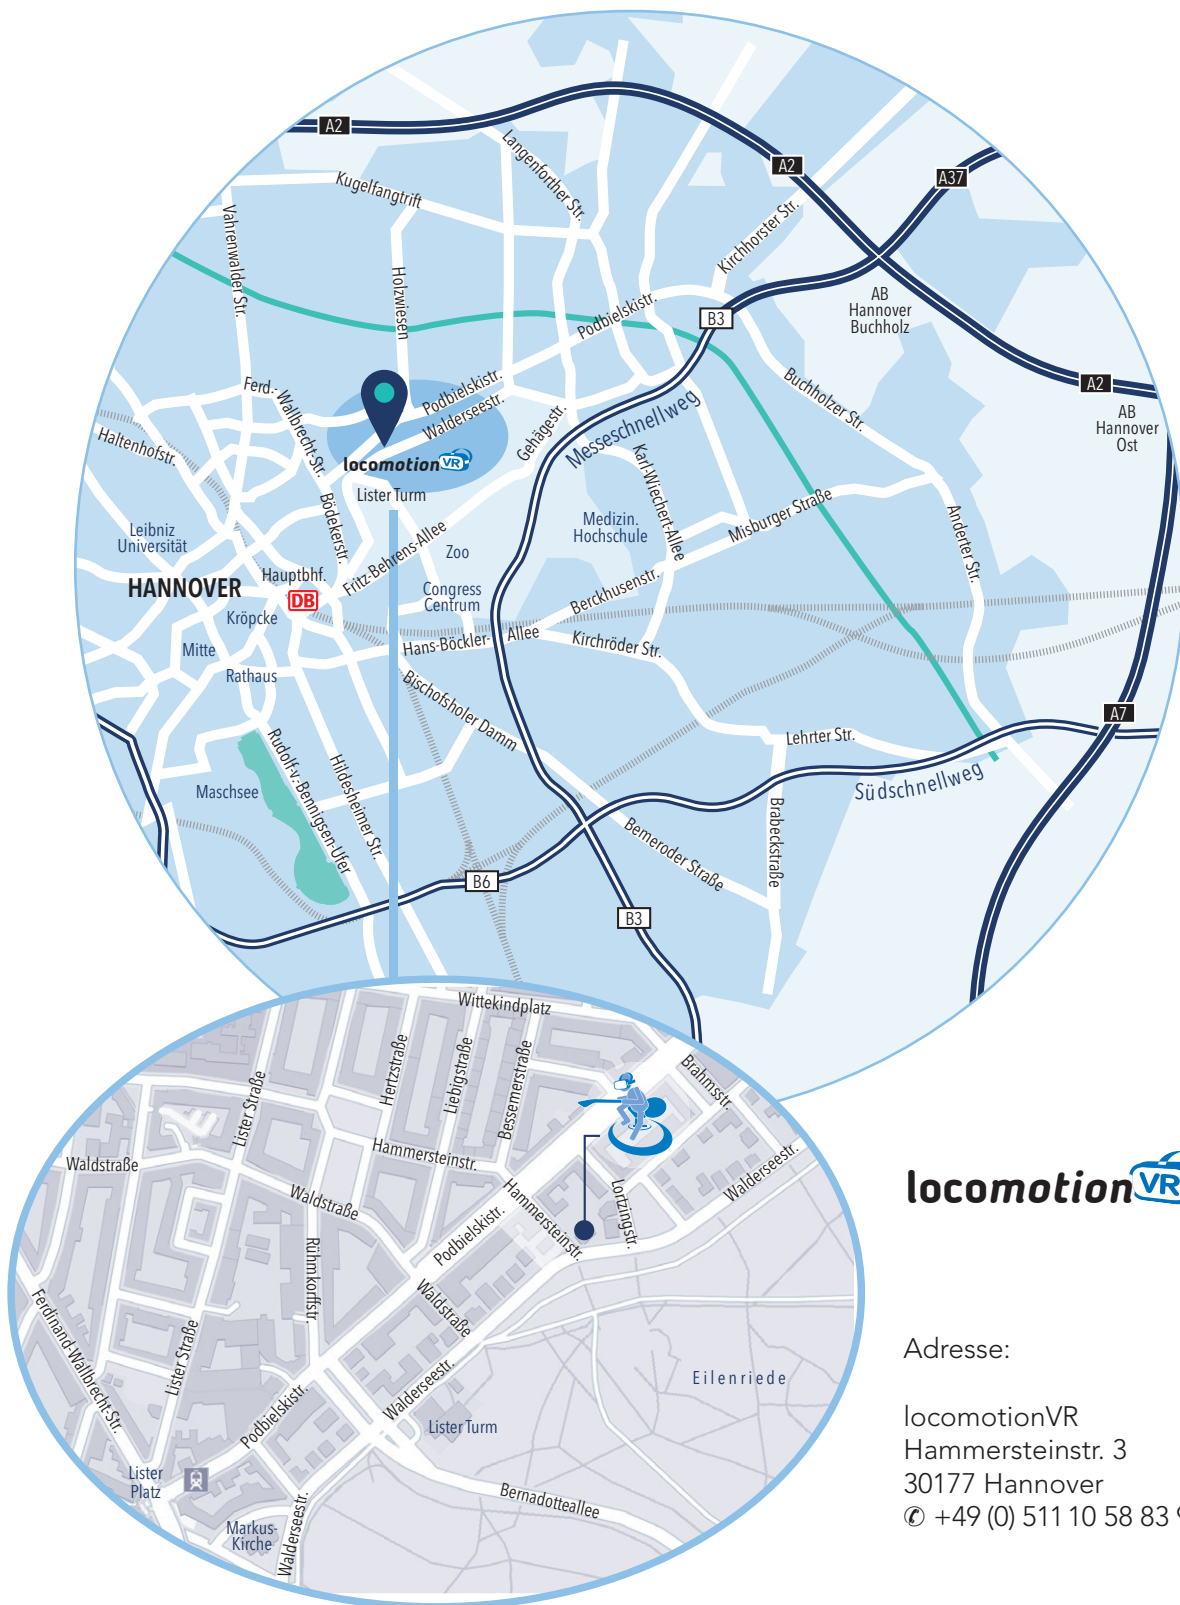 A2
A2
A37
Langenforther Str.
Kugelfangtrift
Vahrenwalder Str.
Kirchhorster Str.
Holzwiesen
AB
Hannover
Buchholz
Podbielskistr.
B3
Ferd.-Wallbrecht-Str.
Podbielskistr.
Walderseestr.
Buchholzer Str.
A2
AB
Hannover
Ost
Haltenhofstr.
Gehägestr.
Messeschnellweg
locomotion VR
Lister Turm
Bödekerstr.
Karl-Wiechert-Allee
Medizin.
Hochschule
Misburger Straße
Anderter Str.
Leibniz
Universität
Fritz-Behrens-Allee
Zoo
Hauptbhf.
HANNOVER
DB
Congress
Centrum
Berckhusenstr.
Kröpcke
Mitte
Hans-Böckler-Allee
Kirchröder Str.
Rathaus
Bischofsholer Damm
A7
Lehrter Str.
Südschnellweg
Maschsee
Rudolf-v.-Bennigsen-Ufer
Hildesheimer Str.
Bemeroder Straße
Brabeckstraße
B6
B3
Wittekindplatz
Hertzstraße
Liebigstraße
Bessemerstraße
Brahmsstr.
Lister Straße
Waldstraße
Hammersteinstr.
Walderseestr.
Waldstraße
Hammersteinstr.
Lortzingstr.
Podbielskistr.
Rühmkorffstr.
Waldstraße
Ferdinand-Wallbrecht-Str.
Lister Straße
Walderseestr.
Eilenriede
Podbielskistr.
Lister Turm
Lister
Platz
Bernadotteallee
Markus-
Kirche
Walderseestr.
locomotion VR
Adresse:
locomotionVR
Hammersteinstr. 3
30177 Hannover
✆ +49 (0) 511 10 58 83